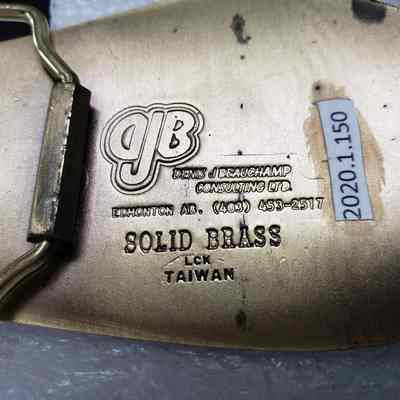 DJB
DENIS J BEAUCHAMP
CONSULTING LTD.
EDMONTON AB. (403) 453-2517
SOLID BRASS
LCK
TAIWAN
2020.1.150